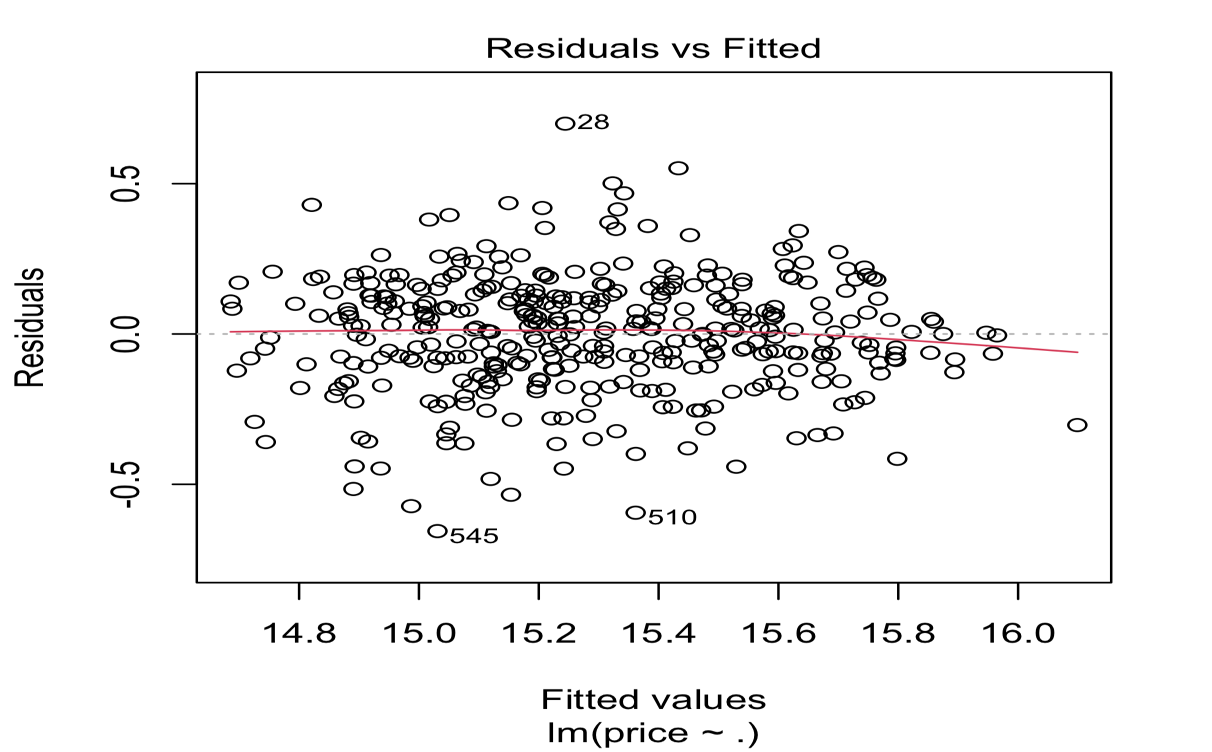 Residuals vs Fitted
28
545
510
Residuals
0.5
0.0
-0.5
14.8 15.0 15.2 15.4 15.6 15.8 16.0
Fitted values
lm(price ~ .)